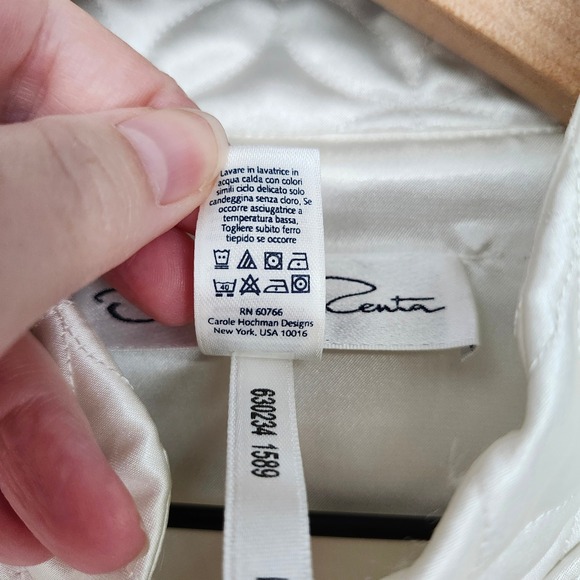 Lavare in lavatrice in
acqua calda con colori
simili ciclo delicato solo
candeggina senza cloro. Se
occorre asciugatrice a
temperatura bassa.
Togliere subito ferro
tiepido se occorre
40
RN 60766
Carole Hochman Designs
New York, USA 10016
Renta
630234 1589